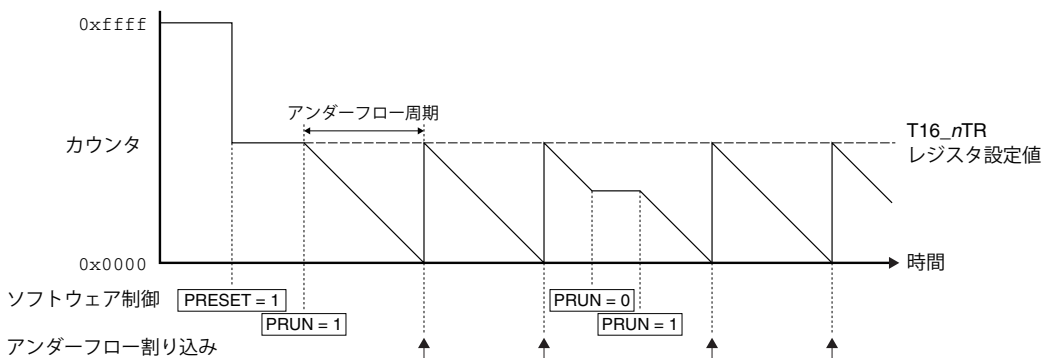 0xffff
アンダーフロー周期
カウンタ
T16_nTR
レジスタ設定値
0x0000
時間
ソフトウェア制御
PRESET = 1
PRUN = 0
PRUN = 1
PRUN = 1
アンダーフロー割り込み